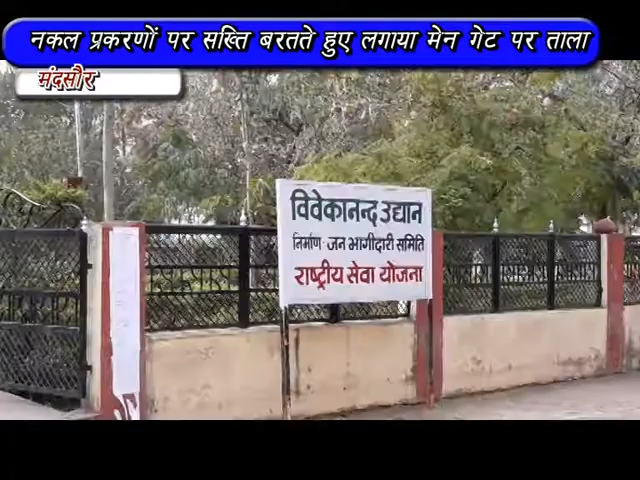 नकल प्रकरणों पर सख्ति बरतते हुए लगाया मेन गेट पर ताला
मंदसौर
विवेकानन्द उद्यान
निर्माण- जन भागीदारी समिति
राष्ट्रीय सेवा योजना